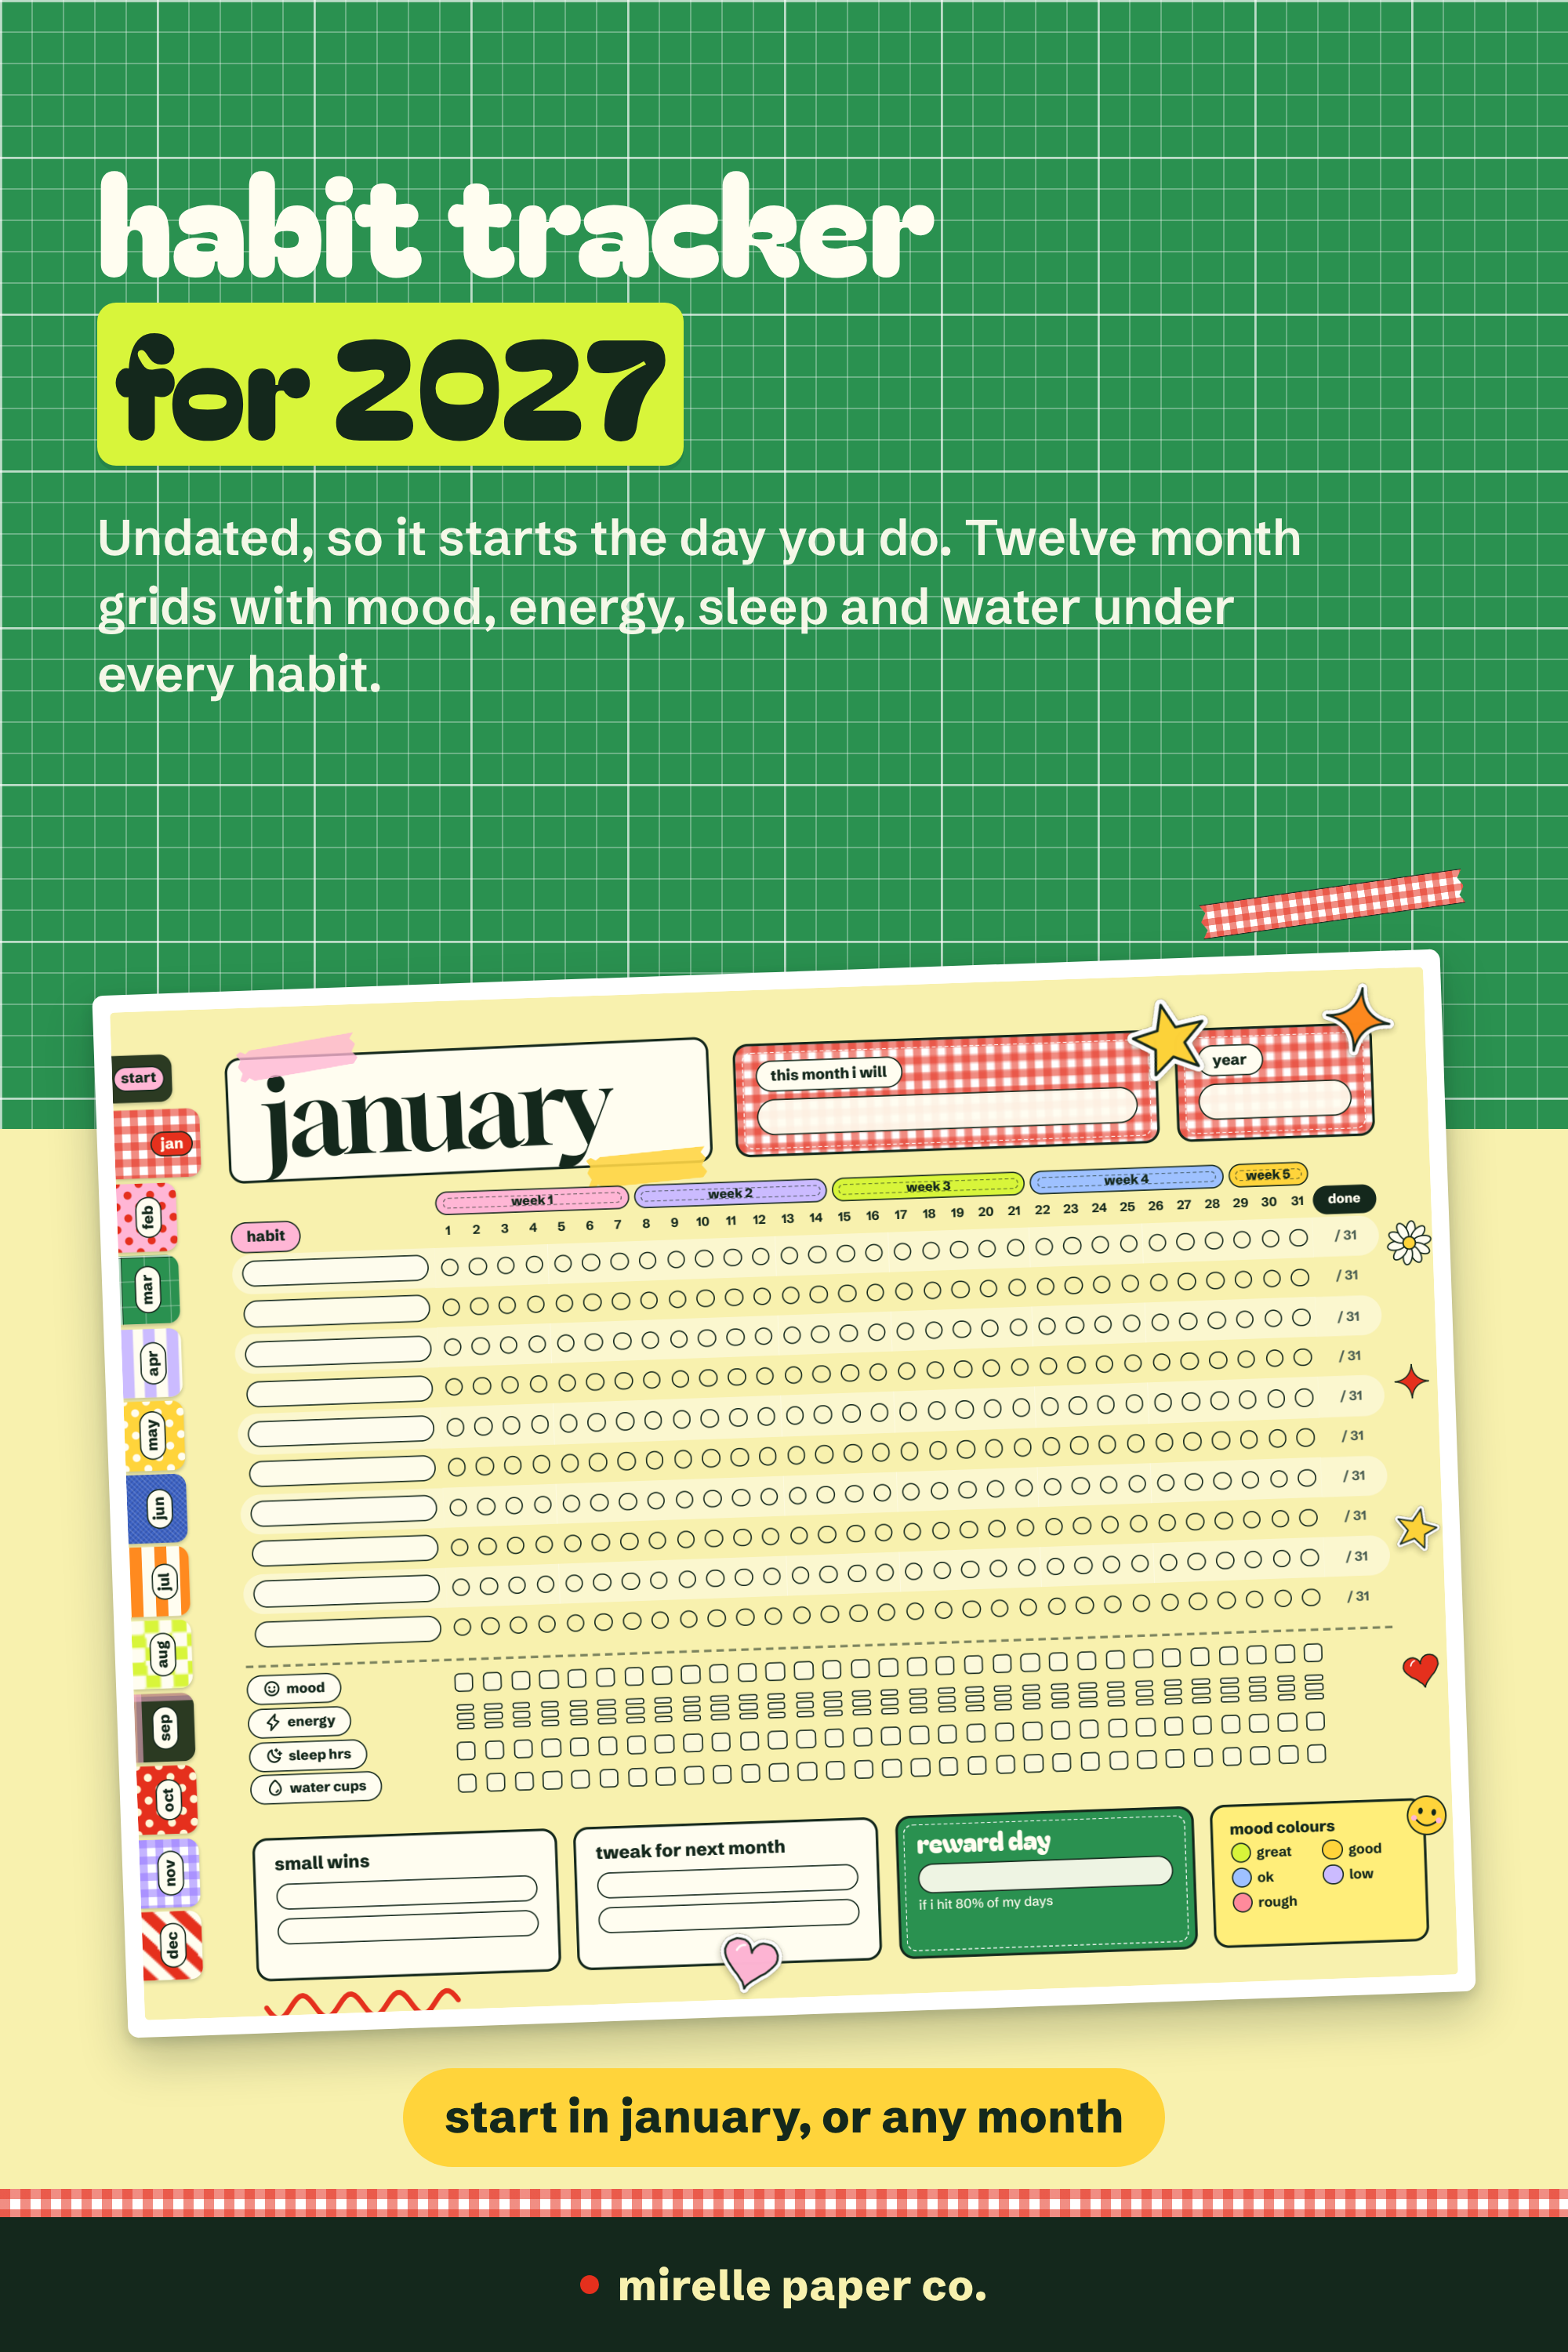 habit tracker
for 2027
Undated, so it starts the day you do. Twelve month
grids with mood, energy, sleep and water under
every habit.
start
jan
feb
mar
apr
may
jun
jul
aug
sep
oct
nov
dec
january
this month i will
year
week 1 week 2 week 3 week 4 week 5
habit 1 2 3 4 5 6 7 8 9 10 11 12 13 14 15 16 17 18 19 20 21 22 23 24 25 26 27 28 29 30 31 done
/ 31
/ 31
/ 31
/ 31
/ 31
/ 31
/ 31
/ 31
/ 31
/ 31
mood
energy
sleep hrs
water cups
small wins
tweak for next month
reward day
if i hit 80% of my days
mood colours
great good
ok low
rough
start in january, or any month
mirelle paper co.